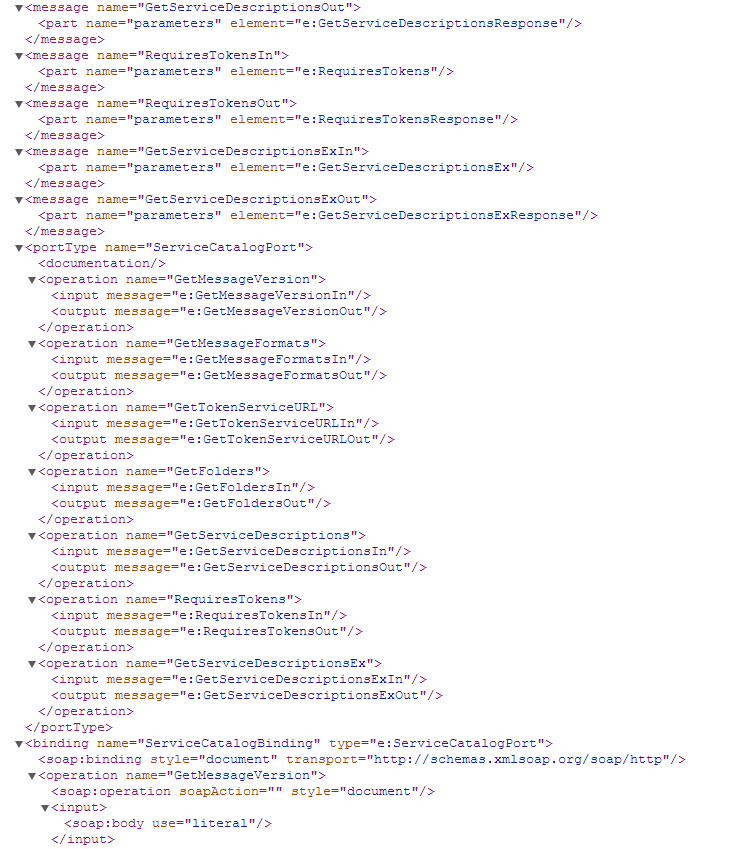 <message name="GetServiceDescriptionsOut">
<part name="parameters" element="e:GetServiceDescriptionsResponse"/>
</message>
<message name="RequiresTokensIn">
<part name="parameters" element="e:RequiresTokens"/>
</message>
<message name="RequiresTokensOut">
<part name="parameters" element="e:RequiresTokensResponse"/>
</message>
<message name="GetServiceDescriptionsExIn">
<part name="parameters" element="e:GetServiceDescriptionsEx"/>
</message>
<message name="GetServiceDescriptionsExOut">
<part name="parameters" element="e:GetServiceDescriptionsExResponse"/>
</message>
<portType name="ServiceCatalogPort">
<documentation/>
<operation name="GetMessageVersion">
<input message="e:GetMessageVersionIn"/>
<output message="e:GetMessageVersionOut"/>
</operation>
<operation name="GetMessageFormats">
<input message="e:GetMessageFormatsIn"/>
<output message="e:GetMessageFormatsOut"/>
</operation>
<operation name="GetTokenServiceURL">
<input message="e:GetTokenServiceURLIn"/>
<output message="e:GetTokenServiceURLOut"/>
</operation>
<operation name="GetFolders">
<input message="e:GetFoldersIn"/>
<output message="e:GetFoldersOut"/>
</operation>
<operation name="GetServiceDescriptions">
<input message="e:GetServiceDescriptionsIn"/>
<output message="e:GetServiceDescriptionsOut"/>
</operation>
<operation name="RequiresTokens">
<input message="e:RequiresTokensIn"/>
<output message="e:RequiresTokensOut"/>
</operation>
<operation name="GetServiceDescriptionsEx">
<input message="e:GetServiceDescriptionsExIn"/>
<output message="e:GetServiceDescriptionsExOut"/>
</operation>
</portType>
<binding name="ServiceCatalogBinding" type="e:ServiceCatalogPort">
<soap:binding style="document" transport="http://schemas.xmlsoap.org/soap/http"/>
<operation name="GetMessageVersion">
<soap:operation soapAction="" style="document"/>
<input>
<soap:body use="literal"/>
</input>